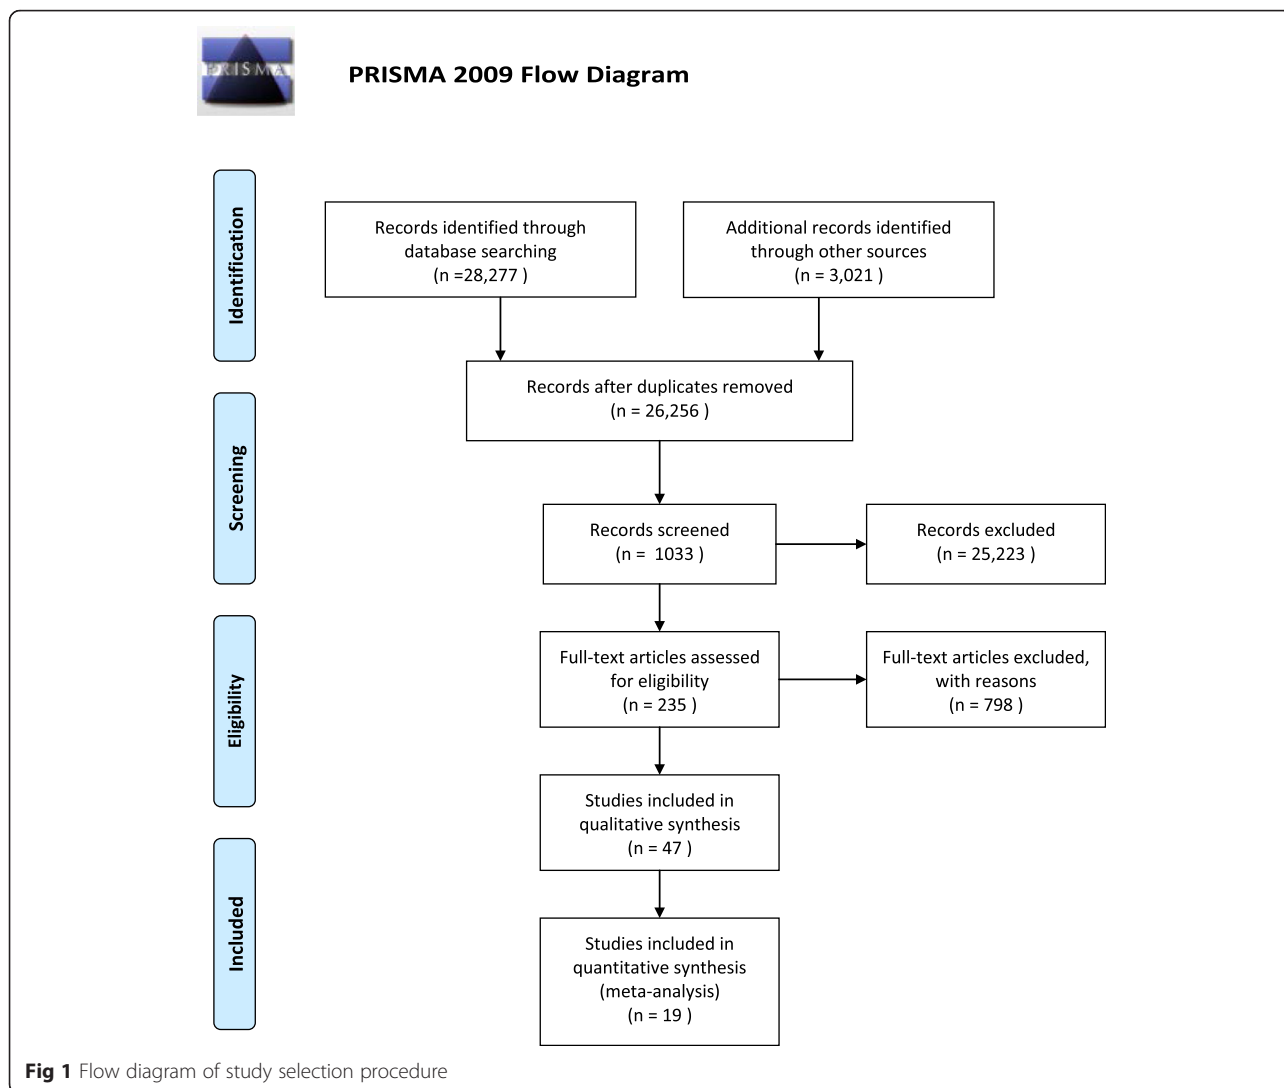 PRISMA
PRISMA 2009 Flow Diagram
Identification
Records identified through
database searching
(n =28,277 )
Additional records identified
through other sources
(n = 3,021 )
Records after duplicates removed
(n = 26,256 )
Screening
Records screened
(n =  1033 )
Records excluded
(n = 25,223 )
Eligibility
Full-text articles assessed
for eligibility
(n = 235 )
Full-text articles excluded,
with reasons
(n = 798 )
Studies included in
qualitative synthesis
(n = 47 )
Included
Studies included in
quantitative synthesis
(meta-analysis)
(n = 19 )
Fig 1 Flow diagram of study selection procedure